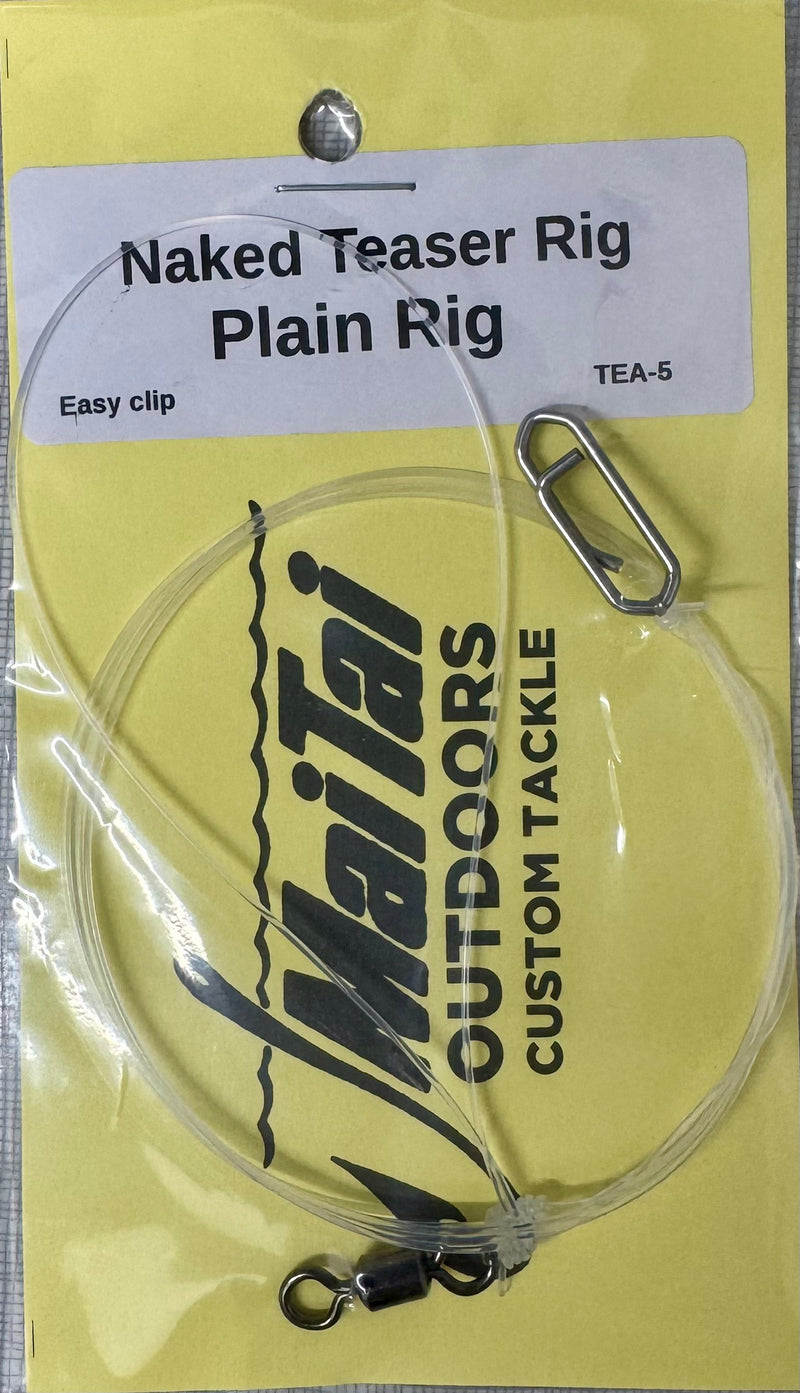 Naked Teaser Rig
Plain Rig
Easy clip
TEA-5
MaiTai
OUTDOORS
CUSTOM TACKLE